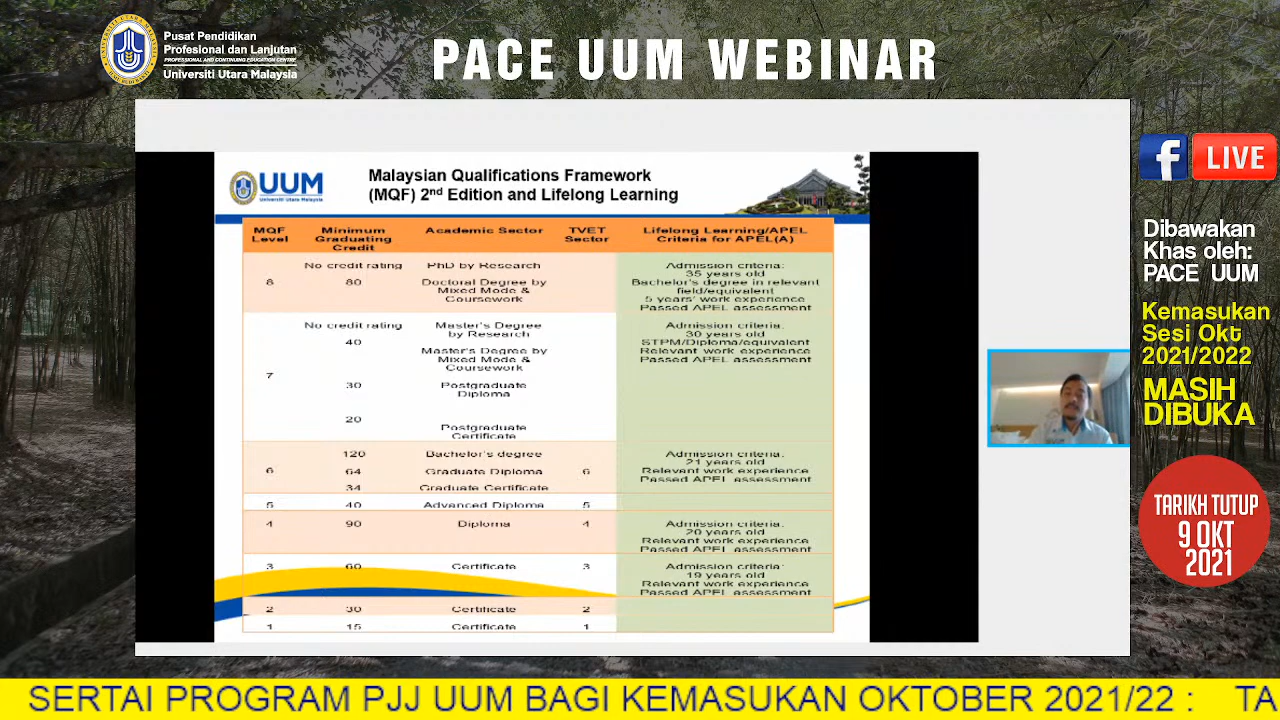 Pusat Pendidikan
Profesional dan Lanjutan
PROFESSIONAL AND CONTINUING EDUCATION CENTRE
Universiti Utara Malaysia
PACE UUM WEBINAR
UUM
Universiti Utara Malaysia
Malaysian Qualifications Framework
(MQF) 2nd Edition and Lifelong Learning
MQF Level
Minimum Graduating Credit
Academic Sector
TVET Sector
Lifelong Learning/APEL Criteria for APEL(A)
8
No credit rating
PhD by Research
80
Doctoral Degree by
Mixed Mode &
Coursework
Admission criteria:
35 years old
Bachelor's degree in relevant
field/equivalent
5 years' work experience
Passed APEL assessment
7
No credit rating
Master's Degree
by Research
40
Master's Degree by
Mixed Mode &
Coursework
30
Postgraduate
Diploma
20
Postgraduate
Certificate
Admission criteria:
30 years old
STPM/Diploma/equivalent
Relevant work experience
Passed APEL assessment
6
120
Bachelor's degree
64
Graduate Diploma
6
34
Graduate Certificate
Admission criteria:
21 years old
Relevant work experience
Passed APEL assessment
5 40 Advanced Diploma 5
4 90 Diploma 4
Admission criteria:
20 years old
Relevant work experience
Passed APEL assessment
3 60 Certificate 3
Admission criteria:
19 years old
Relevant work experience
Passed APEL assessment
2 30 Certificate 2
1 15 Certificate 1
f LIVE
Dibawakan
Khas oleh:
PACE UUM
Kemasukan
Sesi Okt
2021/2022
MASIH
DIBUKA
TARIKH TUTUP
9 OKT
2021
SERTAI PROGRAM PJJ UUM BAGI KEMASUKAN OKTOBER 2021/22 : TA